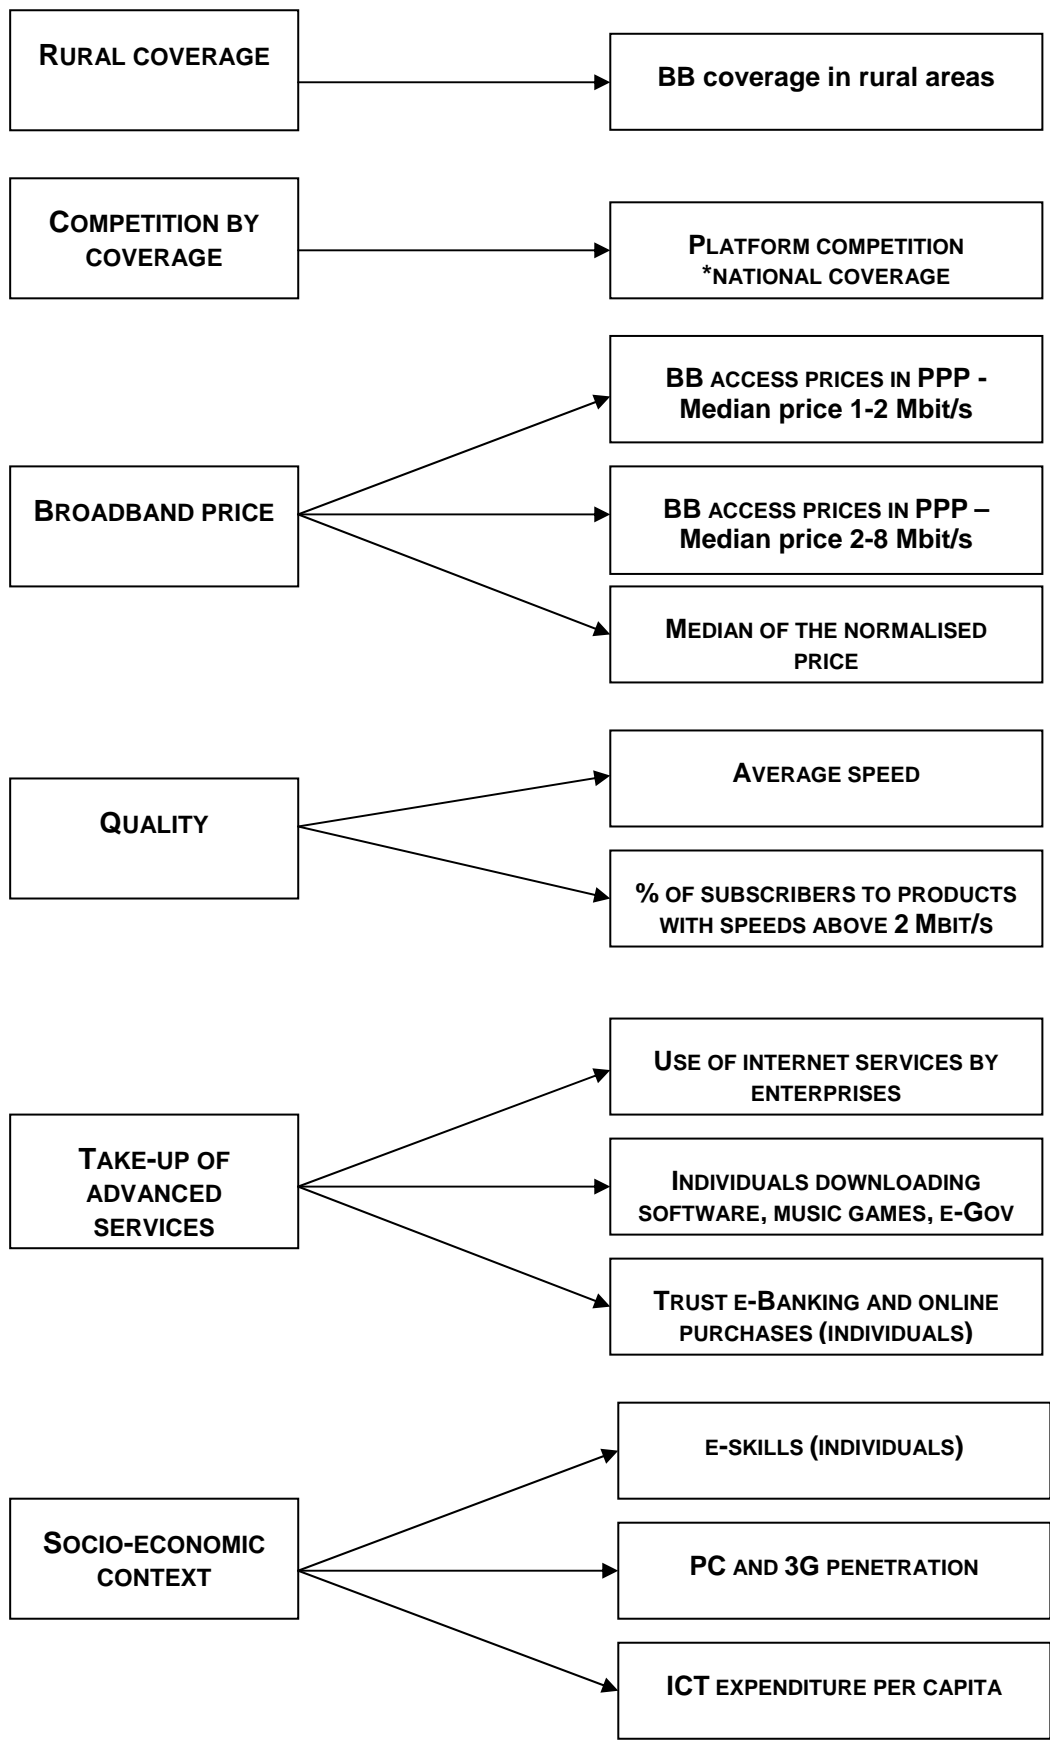 RURAL COVERAGE
BB coverage in rural areas
COMPETITION BY
COVERAGE
PLATFORM COMPETITION
*NATIONAL COVERAGE
BB ACCESS PRICES IN PPP -
Median price 1-2 Mbit/s
BROADBAND PRICE
BB ACCESS PRICES IN PPP –
Median price 2-8 Mbit/s
MEDIAN OF THE NORMALISED
PRICE
QUALITY
AVERAGE SPEED
% OF SUBSCRIBERS TO PRODUCTS
WITH SPEEDS ABOVE 2 MBIT/S
USE OF INTERNET SERVICES BY
ENTERPRISES
TAKE-UP OF
ADVANCED
SERVICES
INDIVIDUALS DOWNLOADING
SOFTWARE, MUSIC GAMES, E-GOV
TRUST E-BANKING AND ONLINE
PURCHASES (INDIVIDUALS)
SOCIO-ECONOMIC
CONTEXT
E-SKILLS (INDIVIDUALS)
PC AND 3G PENETRATION
ICT EXPENDITURE PER CAPITA